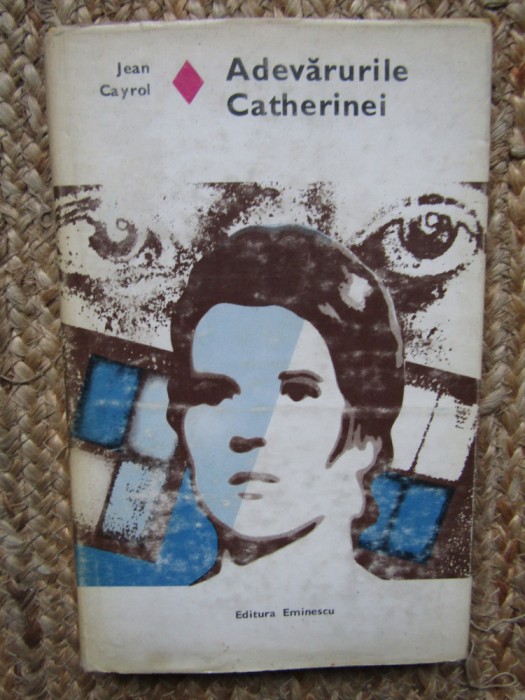 Jean
Cayrol
Adevărurile
Catherinei
Editura Eminescu